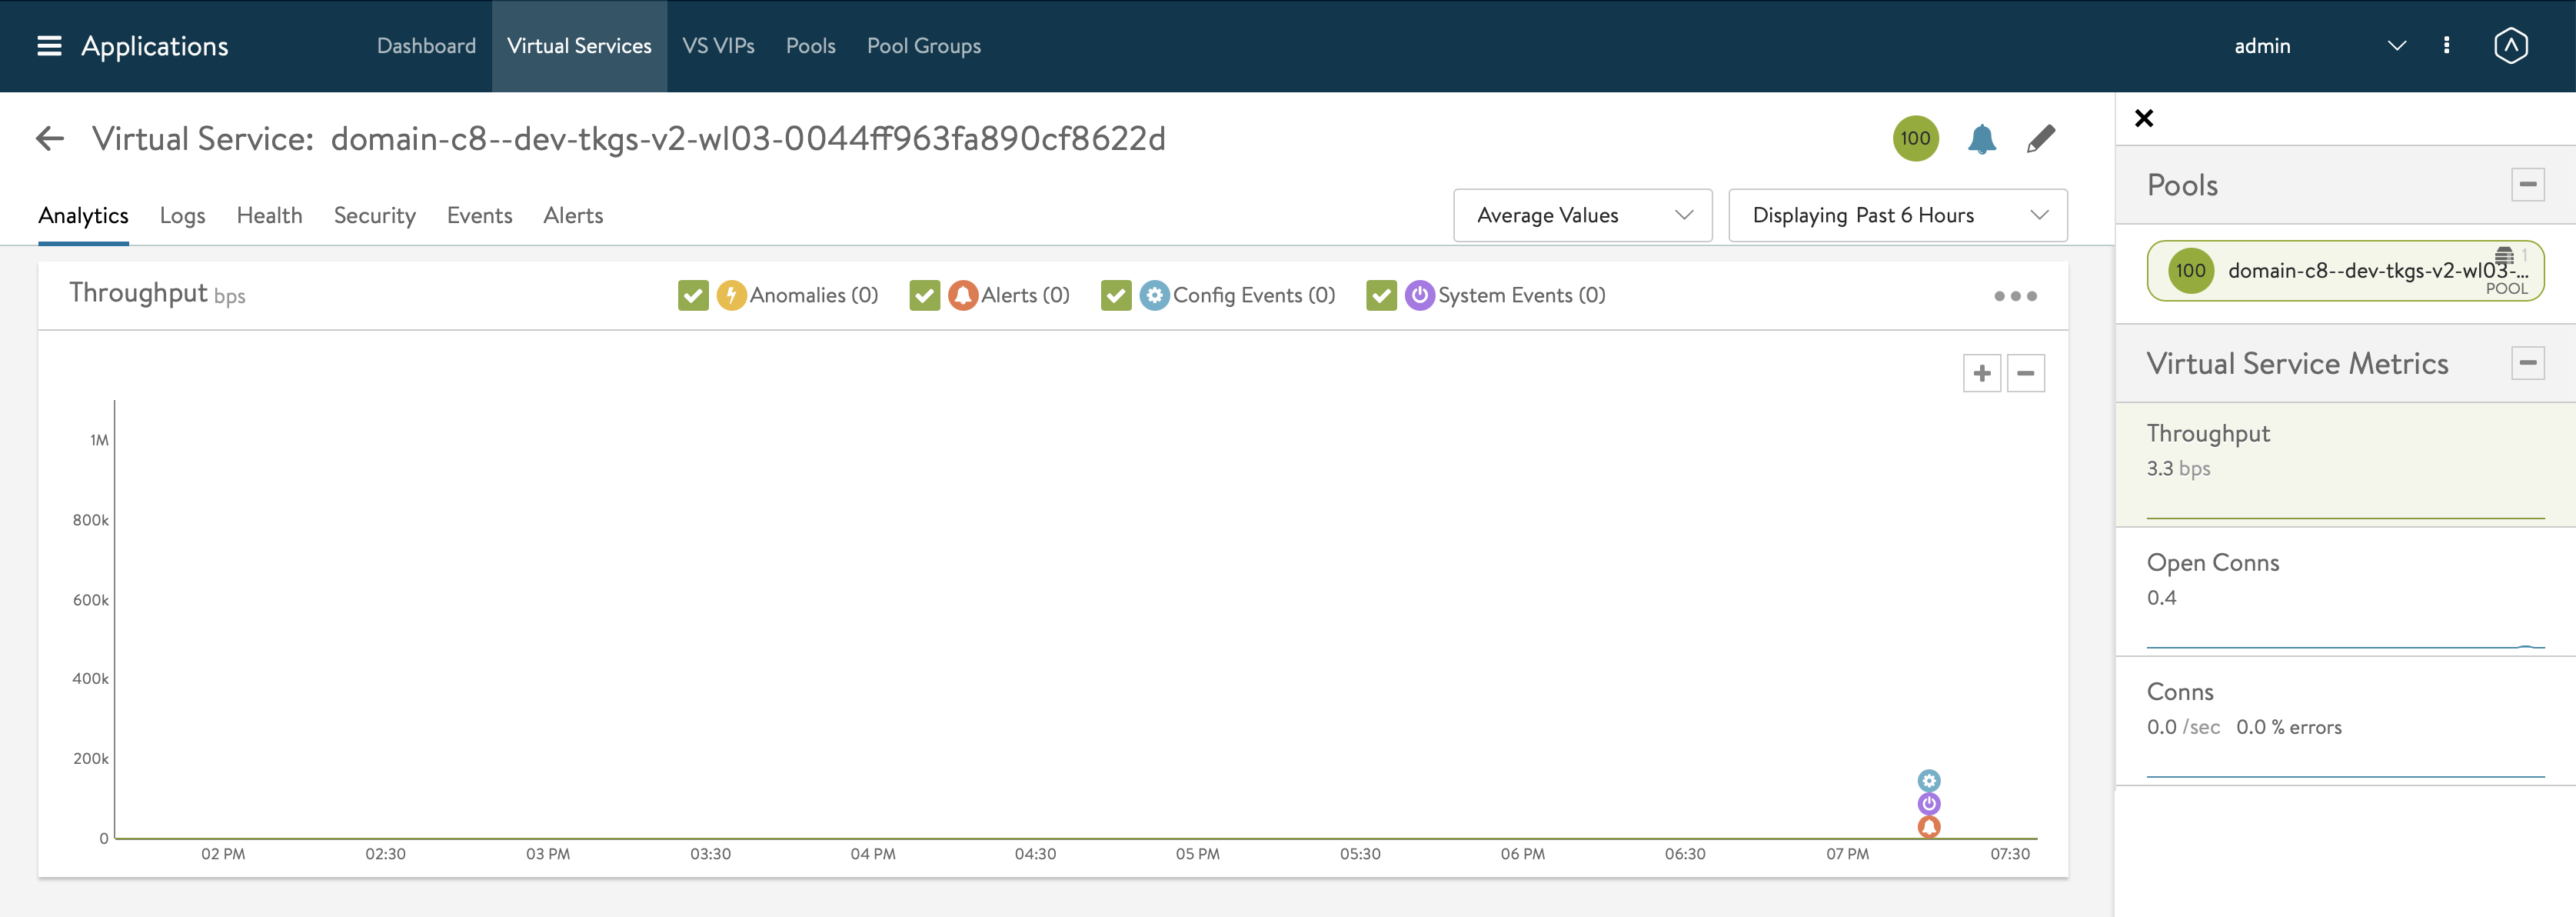 Applications Dashboard Virtual Services VS VIPs Pools Pool Groups admin
Virtual Service: domain-c8--dev-tkgs-v2-wl03-0044ff963fa890cf8622d 100
Analytics Logs Health Security Events Alerts Average Values Displaying Past 6 Hours
Throughput bps Anomalies (0) Alerts (0) Config Events (0) System Events (0)
1M
800k
600k
400k
200k
0
02 PM 02:30 03 PM 03:30 04 PM 04:30 05 PM 05:30 06 PM 06:30 07 PM 07:30
Pools
1
100 domain-c8--dev-tkgs-v2-wl03-...
POOL
Virtual Service Metrics
Throughput
3.3 bps
Open Conns
0.4
Conns
0.0 /sec 0.0 % errors